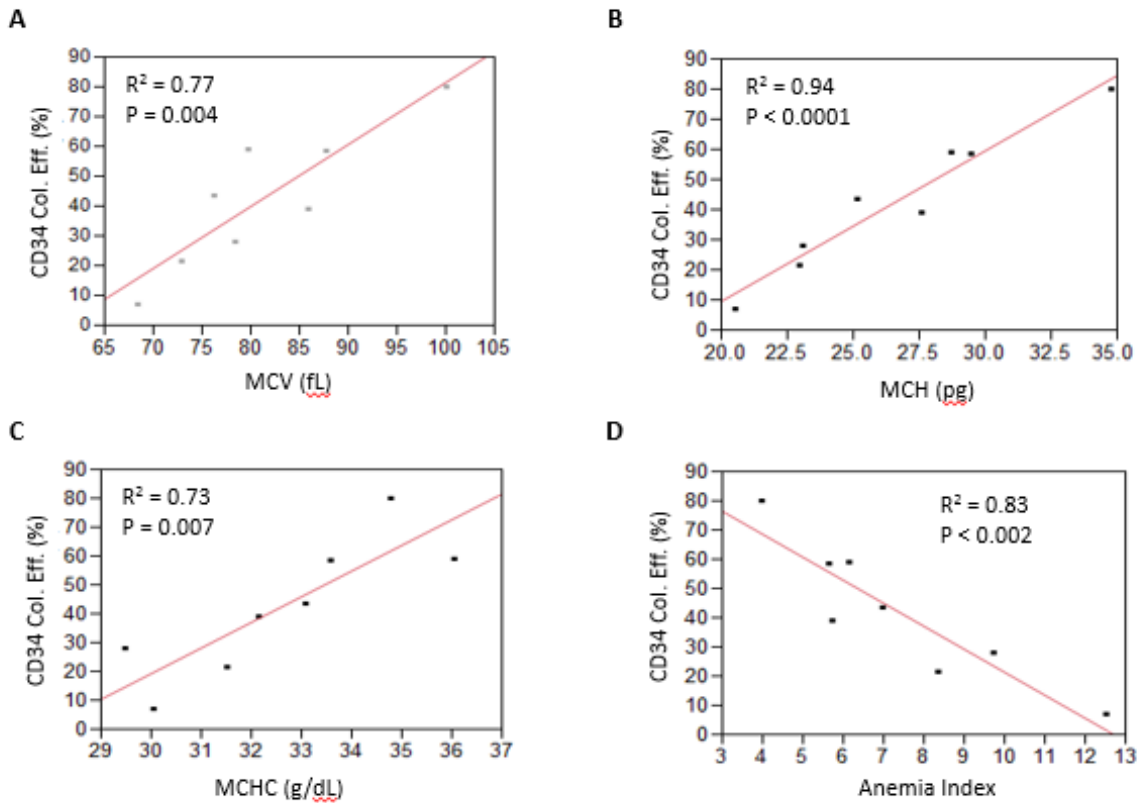 A
R² = 0.77
P = 0.004
CD34 Col. Eff. (%)
90
80
70
60
50
40
30
20
10
0
65 70 75 80 85 90 95 100 105
MCV (fL)
B
R² = 0.94
P < 0.0001
CD34 Col. Eff. (%)
90
80
70
60
50
40
30
20
10
0
20.0 22.5 25.0 27.5 30.0 32.5 35.0
MCH (pg)
C
R² = 0.73
P = 0.007
CD34 Col. Eff. (%)
90
80
70
60
50
40
30
20
10
0
29 30 31 32 33 34 35 36 37
MCHC (g/dL)
D
R² = 0.83
P < 0.002
CD34 Col. Eff. (%)
90
80
70
60
50
40
30
20
10
0
3 4 5 6 7 8 9 10 11 12 13
Anemia Index